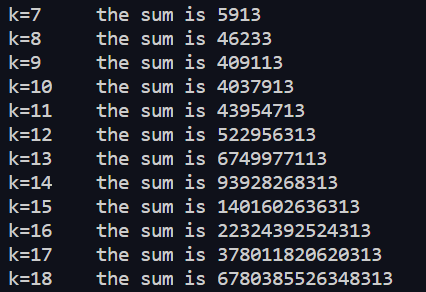 k=7 the sum is 5913
k=8 the sum is 46233
k=9 the sum is 409113
k=10 the sum is 4037913
k=11 the sum is 43954713
k=12 the sum is 522956313
k=13 the sum is 6749977113
k=14 the sum is 93928268313
k=15 the sum is 1401602636313
k=16 the sum is 22324392524313
k=17 the sum is 378011820620313
k=18 the sum is 6780385526348313